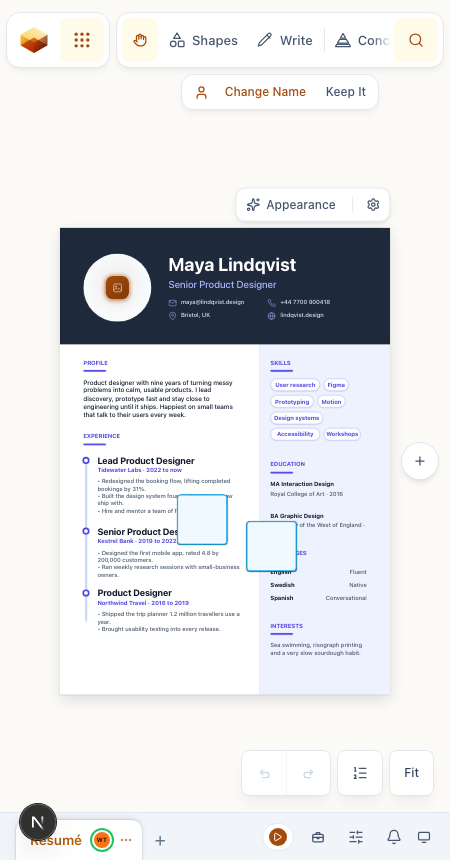 Shapes Write Conc
Change Name Keep It
Appearance
Maya Lindqvist
Senior Product Designer
maya@lindqvist.design +44 7700 900418
Bristol, UK lindqvist.design
PROFILE
Product designer with nine years of turning messy
problems into calm, usable products. I lead
discovery, prototype fast and stay close to
engineering until it ships. Happiest on small teams
that talk to their users every week.
EXPERIENCE
Lead Product Designer
Tidewater Labs · 2022 to now
• Redesigned the booking flow, lifting completed
bookings by 31%.
• Built the design system
ship with.
• Hire and mentor a team of
Senior Product Des
Kestrel Bank · 2019 to 2022
• Designed the first mobile app, rated 4.8 by
200,000 customers.
• Ran weekly research sessions with small-business
owners.
Product Designer
Northwind Travel · 2016 to 2019
• Shipped the trip planner 1.2 million travellers use a
year.
• Brought usability testing into every release.
SKILLS
User research Figma
Prototyping Motion
Design systems
Accessibility Workshops
EDUCATION
MA Interaction Design
Royal College of Art · 2016
BA Graphic Design
of the West of England ·
GES
English Fluent
Swedish Native
Spanish Conversational
INTERESTS
Sea swimming, risograph printing
and a very slow sourdough habit.
Fit
N
Résumé WT